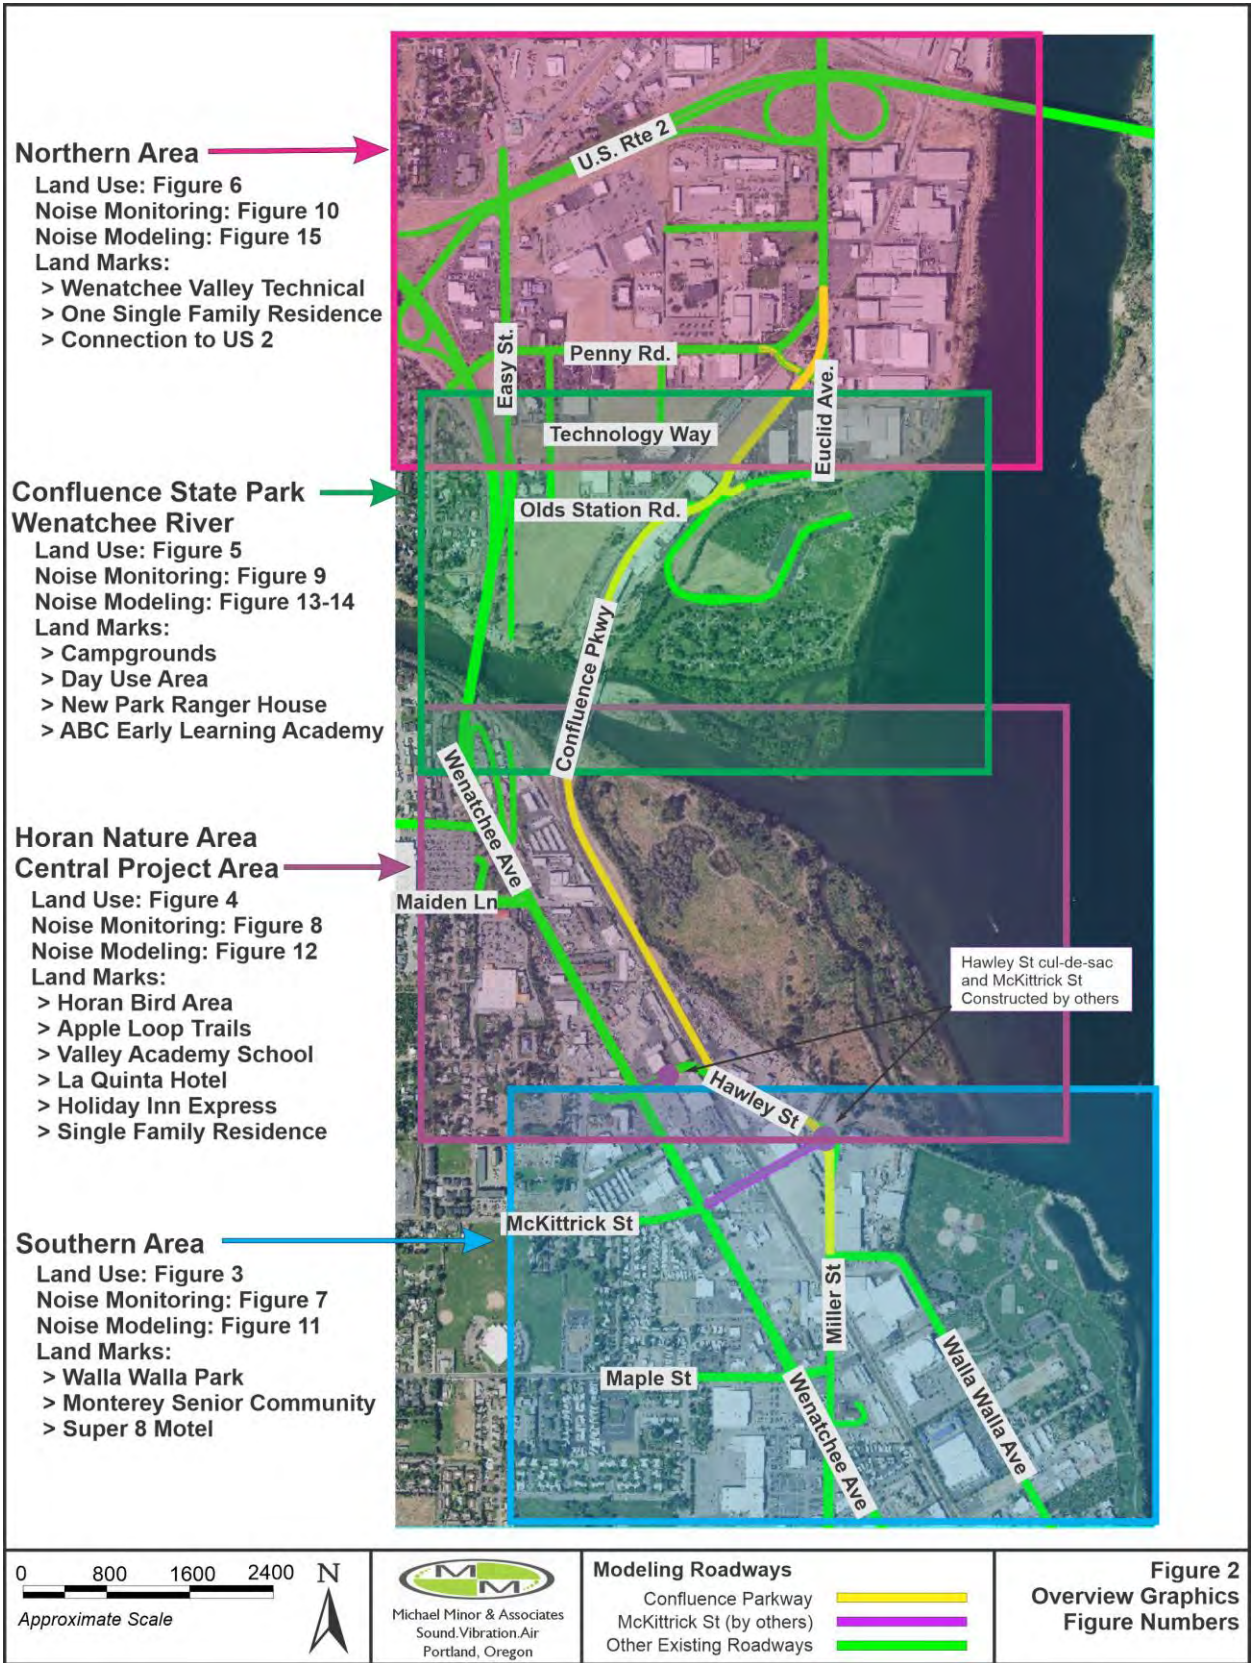 Northern Area
Land Use: Figure 6
Noise Monitoring: Figure 10
Noise Modeling: Figure 15
Land Marks:
> Wenatchee Valley Technical
> One Single Family Residence
> Connection to US 2
Confluence State Park
Wenatchee River
Land Use: Figure 5
Noise Monitoring: Figure 9
Noise Modeling: Figure 13-14
Land Marks:
> Campgrounds
> Day Use Area
> New Park Ranger House
> ABC Early Learning Academy
Horan Nature Area
Central Project Area
Land Use: Figure 4
Noise Monitoring: Figure 8
Noise Modeling: Figure 12
Land Marks:
> Horan Bird Area
> Apple Loop Trails
> Valley Academy School
> La Quinta Hotel
> Holiday Inn Express
> Single Family Residence
Southern Area
Land Use: Figure 3
Noise Monitoring: Figure 7
Noise Modeling: Figure 11
Land Marks:
> Walla Walla Park
> Monterey Senior Community
> Super 8 Motel
U.S. Rte 2
Easy St.
Penny Rd.
Euclid Ave.
Technology Way
Olds Station Rd.
Confluence Pkwy
Wenatchee Ave
Maiden Ln
Hawley St cul-de-sac
and McKittrick St
Constructed by others
Hawley St
McKittrick St
Miller St
Maple St
Wenatchee Ave
Walla Walla Ave
0 800 1600 2400
Approximate Scale
N
M M
Michael Minor & Associates
Sound.Vibration.Air
Portland, Oregon
Modeling Roadways
Confluence Parkway
McKittrick St (by others)
Other Existing Roadways
Figure 2
Overview Graphics
Figure Numbers